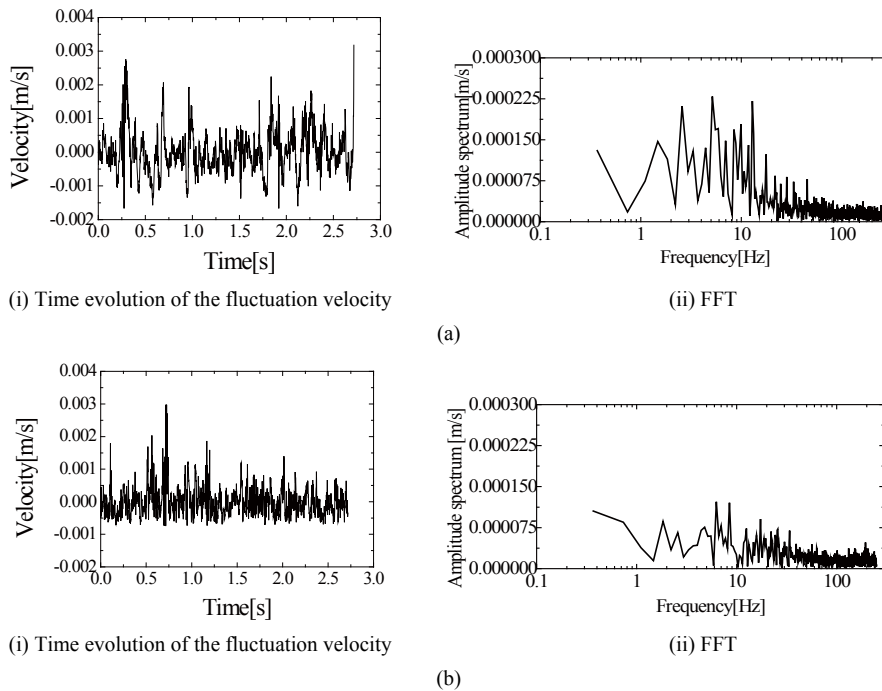 0.004
0.003
0.002
0.001
0.000
-0.001
-0.002
Velocity[m/s]
0.0 0.5 1.0 1.5 2.0 2.5 3.0
Time[s]
(i) Time evolution of the fluctuation velocity
0.000300
0.000225
0.000150
0.000075
0.000000
Amplitude spectrum[m/s]
0.1 1 10 100
Frequency[Hz]
(ii) FFT
(a)
0.004
0.003
0.002
0.001
0.000
-0.001
-0.002
Velocity[m/s]
0.0 0.5 1.0 1.5 2.0 2.5 3.0
Time[s]
(i) Time evolution of the fluctuation velocity
0.000300
0.000225
0.000150
0.000075
0.000000
Amplitude spectrum [m/s]
0.1 1 10 100
Frequency[Hz]
(ii) FFT
(b)